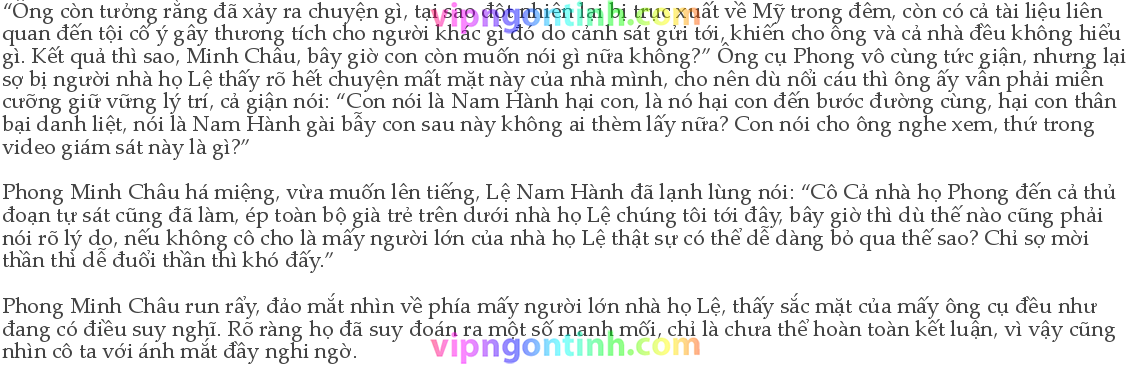 “Ông còn tưởng rằng đã xảy ra chuyện gì, tại sao đột nhiên lại bị trục xuất về Mỹ trong đêm, còn có cả tài liệu liên
quan đến tội cố ý gây thương tích cho người khác gì đó do cảnh sát gửi tới, khiến cho ông và cả nhà đều không hiểu
gì. Kết quả thì sao, Minh Châu, bây giờ con còn muốn nói gì nữa không?” Ông cụ Phong vô cùng tức giận, nhưng lại
sợ bị người nhà họ Lệ thấy rõ hết chuyện mất mặt này của nhà mình, cho nên dù nổi cáu thì ông ấy vẫn phải miễn
cưỡng giữ vững lý trí, cả giận nói: “Con nói là Nam Hành hại con, là nó hại con đến bước đường cùng, hại con thân
bại danh liệt, nói là Nam Hành gài bẫy con sau này không ai thèm lấy nữa? Con nói cho ông nghe xem, thứ trong
video giám sát này là gì?”
Phong Minh Châu há miệng, vừa muốn lên tiếng, Lệ Nam Hành đã lạnh lùng nói: “Cô Cả nhà họ Phong đến cả thủ
đoạn tự sát cũng đã làm, ép toàn bộ già trẻ trên dưới nhà họ Lệ chúng tôi tới đây, bây giờ thì dù thế nào cũng phải
nói rõ lý do, nếu không cô cho là mấy người lớn của nhà họ Lệ thật sự có thể dễ dàng bỏ qua thế sao? Chỉ sợ mời
thần thì dễ đuổi thần thì khó đấy.”
Phong Minh Châu run rẩy, đảo mắt nhìn về phía mấy người lớn nhà họ Lệ, thấy sắc mặt của mấy ông cụ đều như
đang có điều suy nghĩ. Rõ ràng họ đã suy đoán ra một số manh mối, chỉ là chưa thể hoàn toàn kết luận, vì vậy cũng
nhìn cô ta với ánh mắt đầy nghi ngờ.
vipngontinh.com
vipngontinh.com